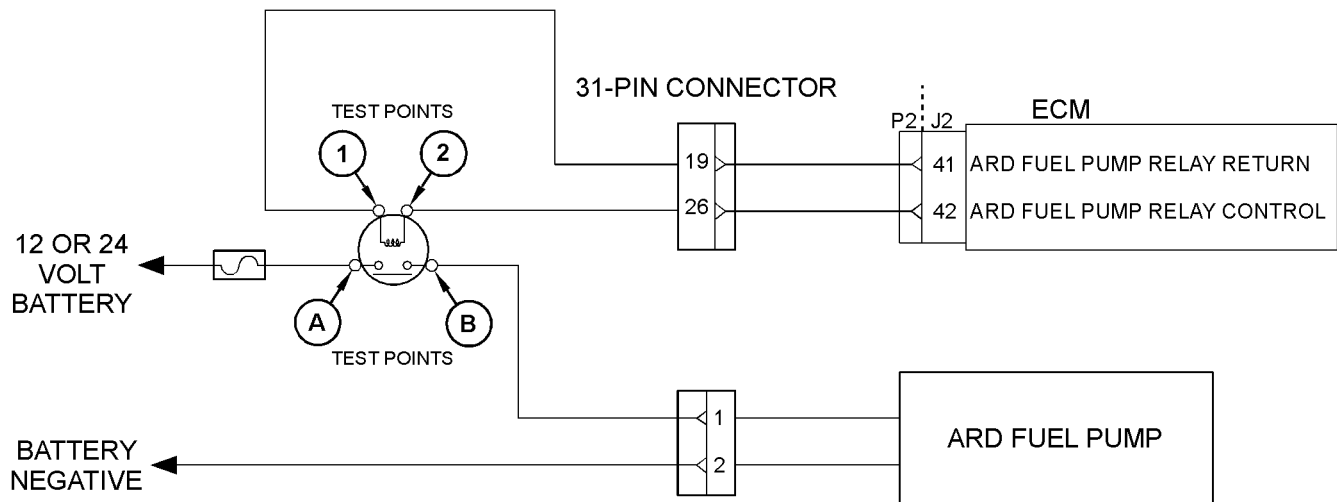 TEST POINTS
1
2
31-PIN CONNECTOR
P2
J2
ECM
19
41
ARD FUEL PUMP RELAY RETURN
26
42
ARD FUEL PUMP RELAY CONTROL
12 OR 24
VOLT
BATTERY
A
B
TEST POINTS
1
2
ARD FUEL PUMP
BATTERY
NEGATIVE